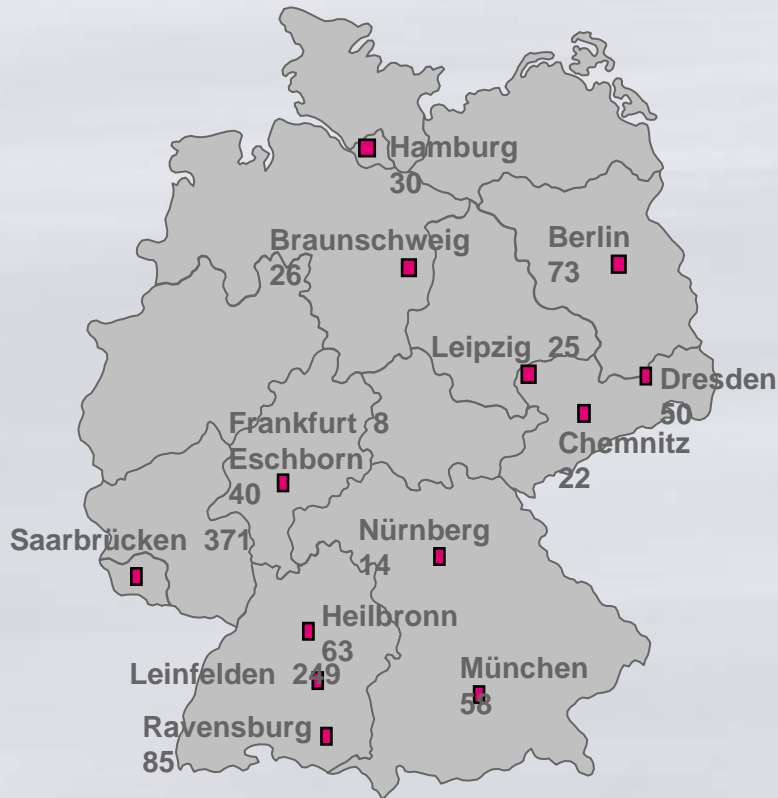 Hamburg
30
Braunschweig
26
Berlin
73
Leipzig 25
Dresden
50
Frankfurt 8
Eschborn
40
Chemnitz
22
Saarbrücken 371
Nürnberg
14
Heilbronn
63
Leinfelden 249
München
58
Ravensburg
85